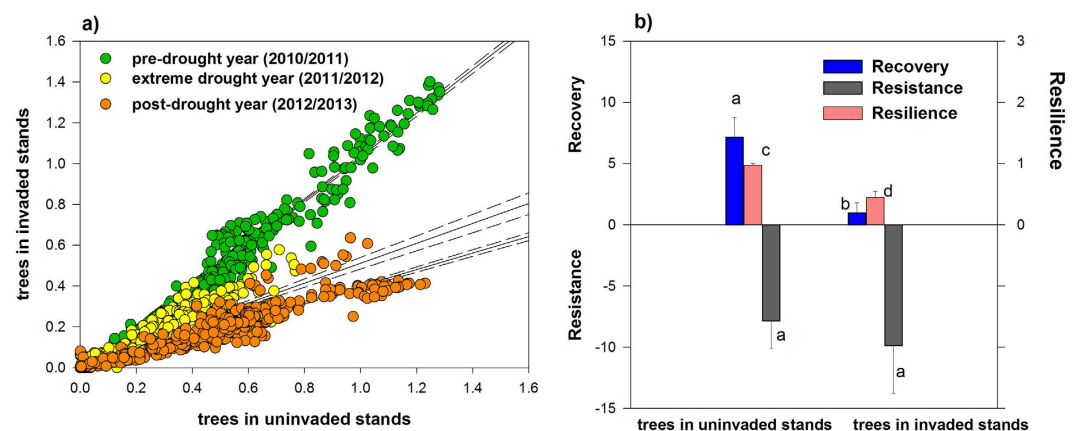 a)
trees in invaded stands
1.6
1.4
1.2
1.0
0.8
0.6
0.4
0.2
0.0
pre-drought year (2010/2011)
extreme drought year (2011/2012)
post-drought year (2012/2013)
0.0 0.2 0.4 0.6 0.8 1.0 1.2 1.4 1.6
trees in uninvaded stands
b)
Recovery
Resistance
15
10
5
0
-5
-10
-15
Recovery
Resistance
Resilience
a
c
a
b
d
a
3
2
1
0
Resilience
trees in uninvaded stands
trees in invaded stands